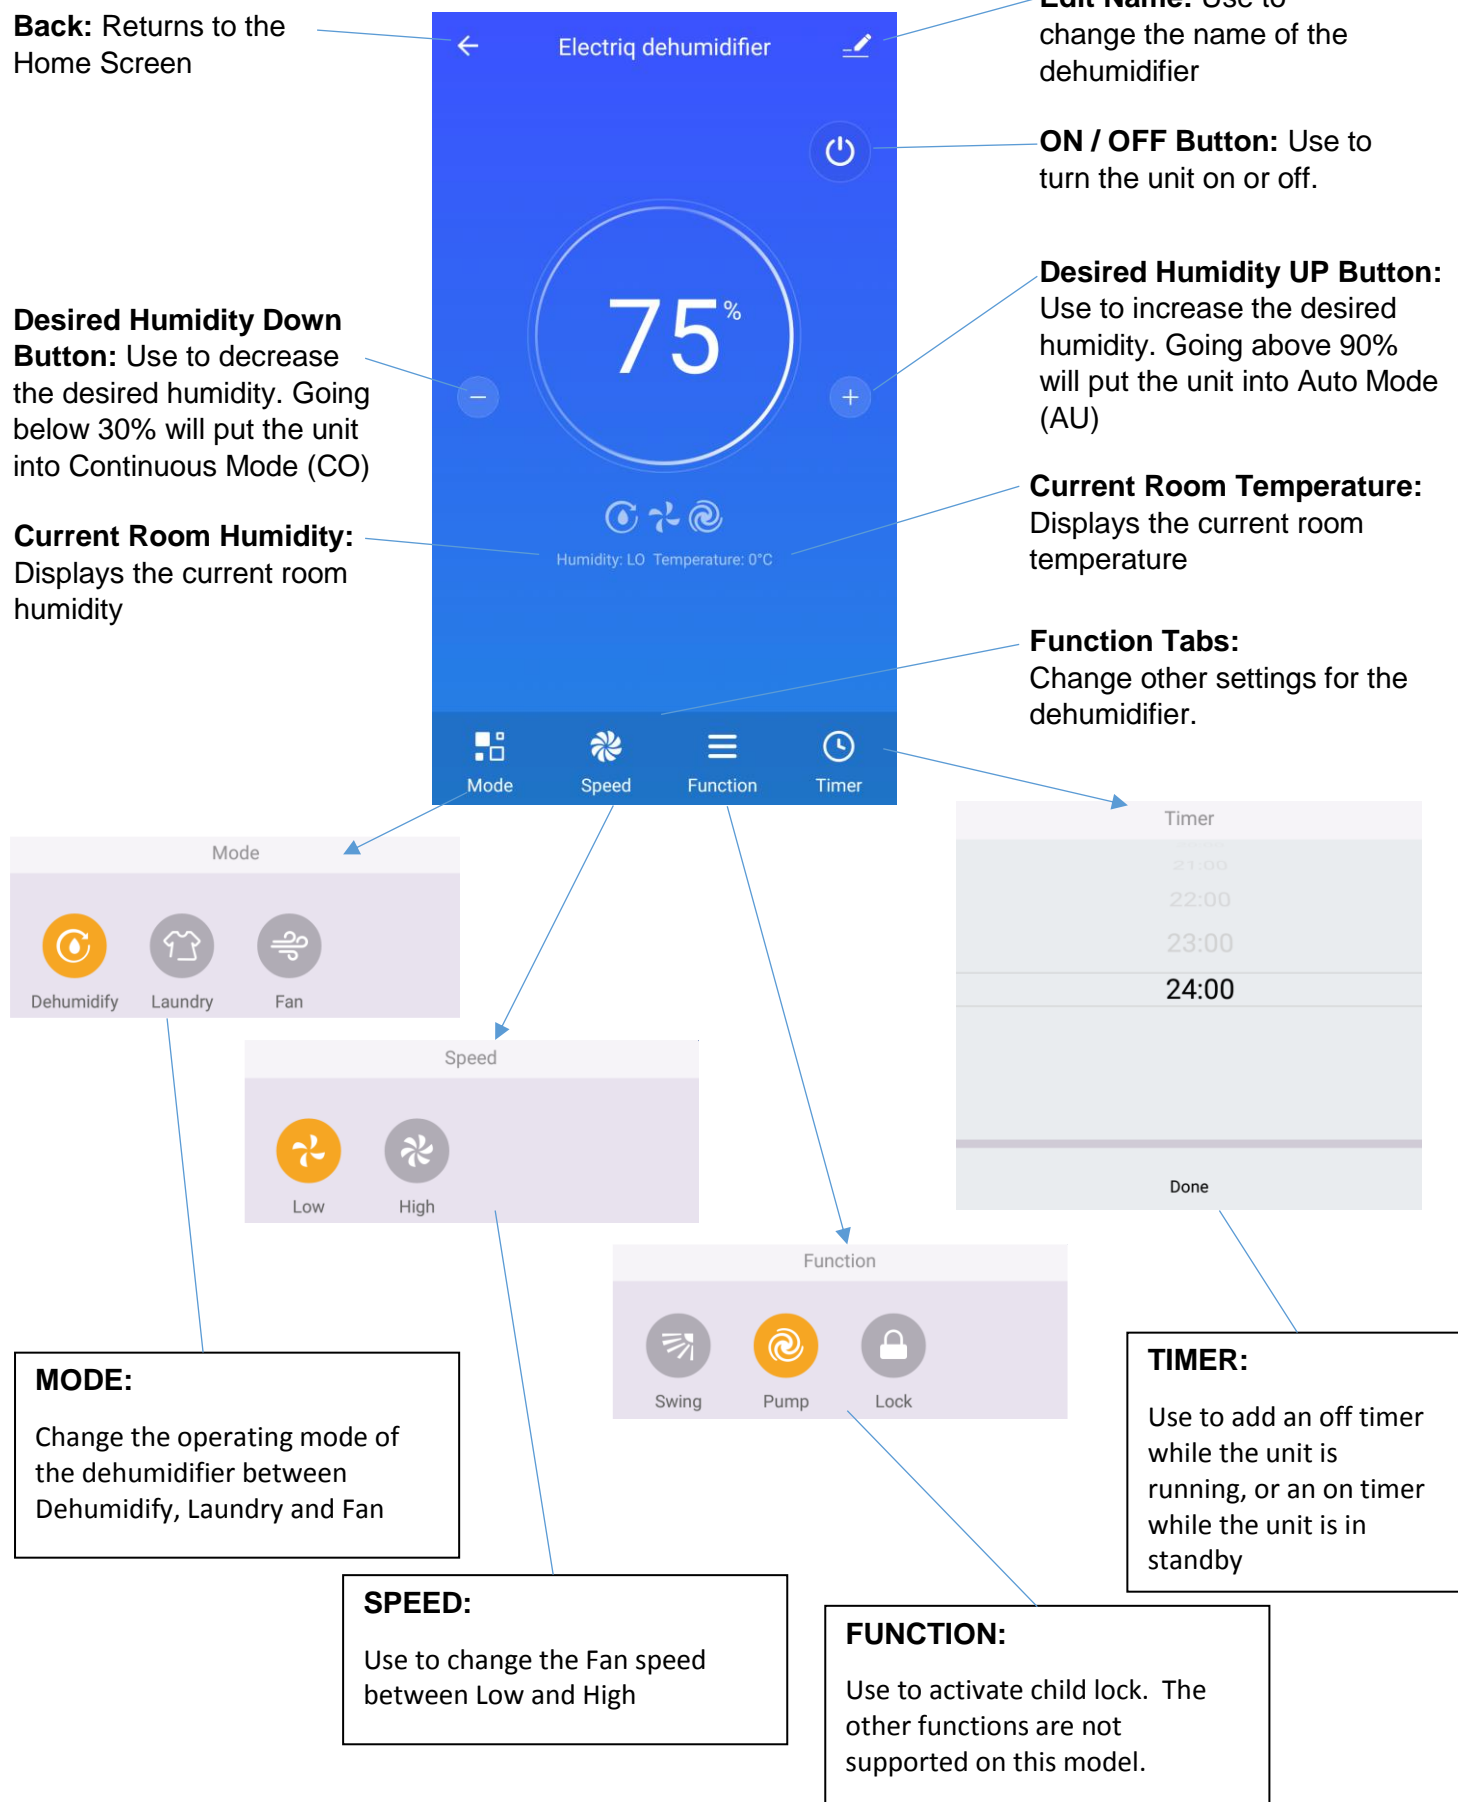 Back: Returns to the
Home Screen
Electriq dehumidifier
Edit Name: Use to
change the name of the
dehumidifier
ON / OFF Button: Use to
turn the unit on or off.
Desired Humidity UP Button:
Use to increase the desired
humidity. Going above 90%
will put the unit into Auto Mode
(AU)
75%
Desired Humidity Down
Button: Use to decrease
the desired humidity. Going
below 30% will put the unit
into Continuous Mode (CO)
Current Room Humidity:
Displays the current room
humidity
Humidity: LO Temperature: 0°C
Current Room Temperature:
Displays the current room
temperature
Function Tabs:
Change other settings for the
dehumidifier.
Mode
Speed
Function
Timer
Mode
Dehumidify
Laundry
Fan
Speed
Low
High
Function
Swing
Pump
Lock
Timer
21:00
22:00
23:00
24:00
Done
MODE:
Change the operating mode of
the dehumidifier between
Dehumidify, Laundry and Fan
SPEED:
Use to change the Fan speed
between Low and High
FUNCTION:
Use to activate child lock.  The
other functions are not
supported on this model.
TIMER:
Use to add an off timer
while the unit is
running, or an on timer
while the unit is in
standby